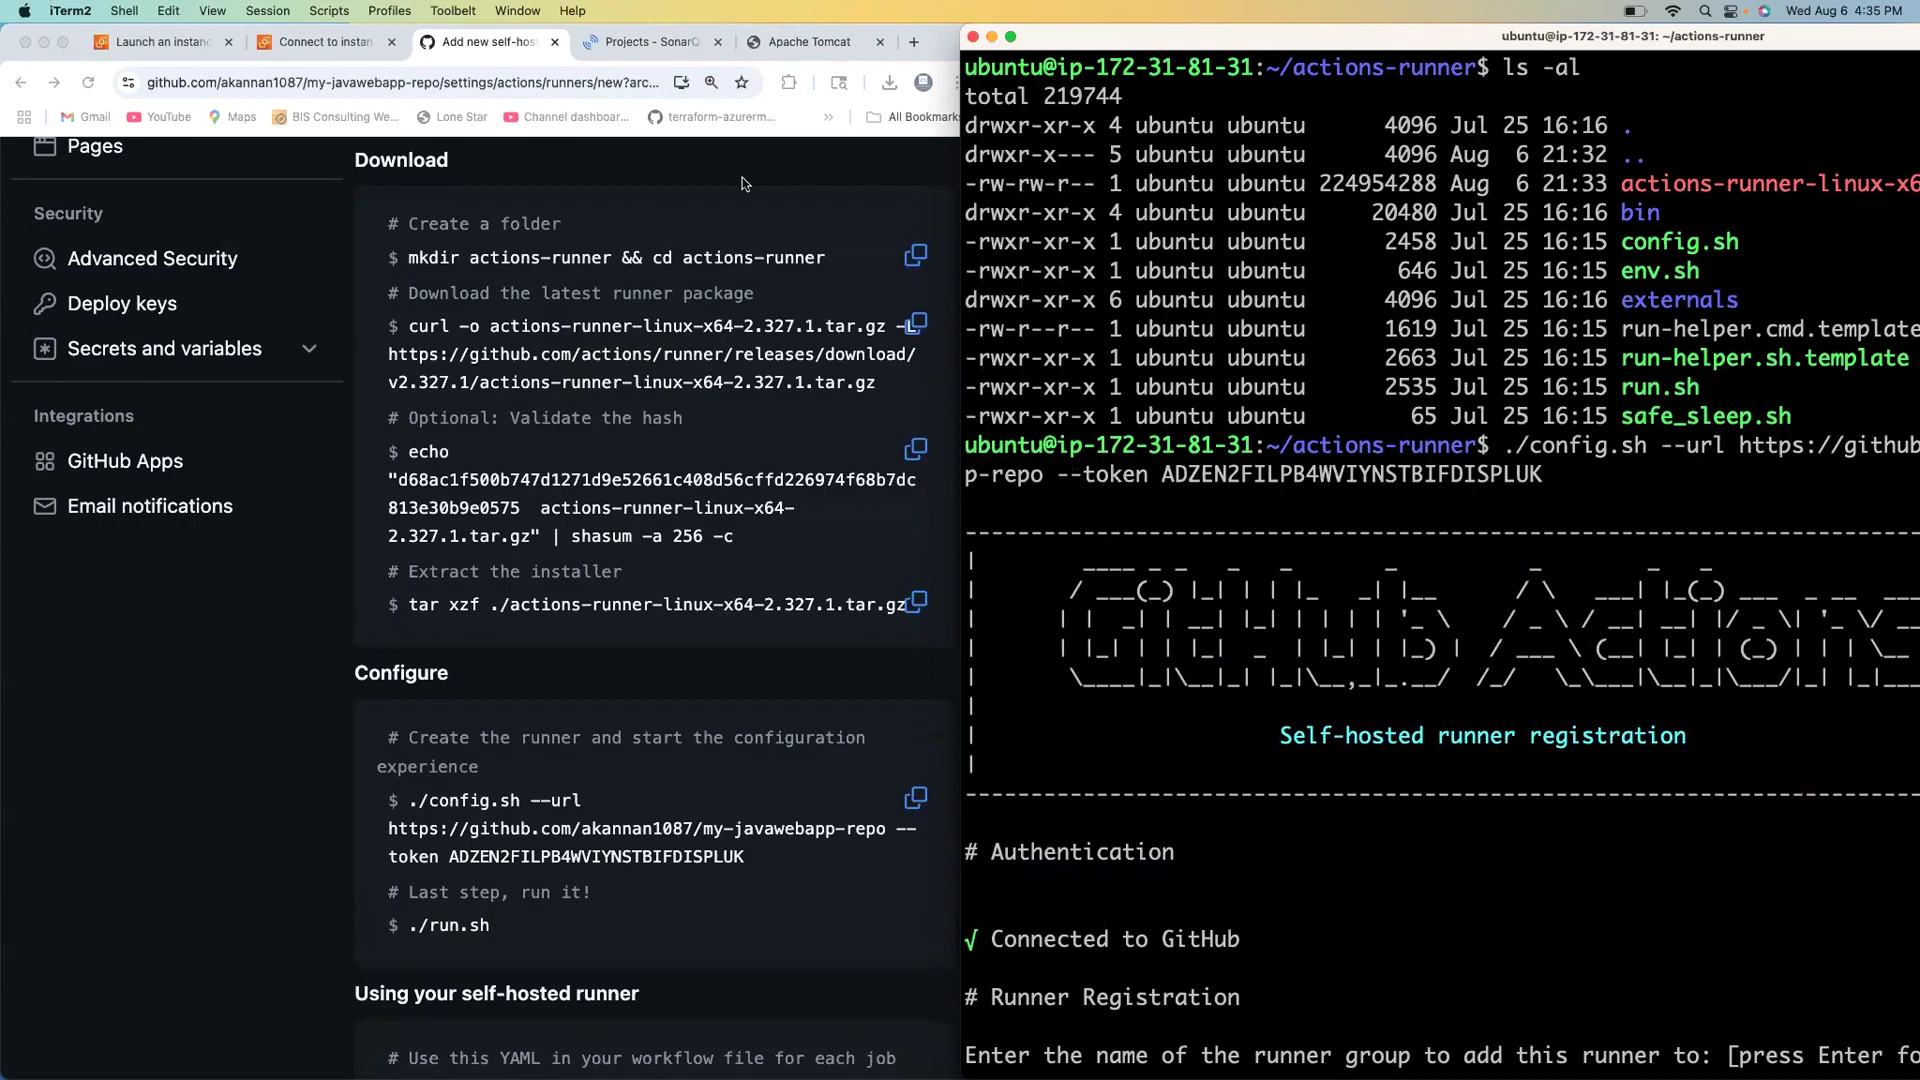 iTerm2 Shell Edit View Session Scripts Profiles Toolbelt Window Help
Wed Aug 6 4:35 PM
Launch an instanc
Connect to instan
Add new self-hos
Projects - SonarQ
Apache Tomcat
github.com/akannan1087/my-javawebapp-repo/settings/actions/runners/new?arc...
Gmail YouTube Maps BIS Consulting We... Lone Star Channel dashboar... terraform-azurerm... » All Bookmarks
Pages
Security
Advanced Security
Deploy keys
Secrets and variables
Integrations
GitHub Apps
Email notifications
Download
# Create a folder
$ mkdir actions-runner && cd actions-runner
# Download the latest runner package
$ curl -o actions-runner-linux-x64-2.327.1.tar.gz -L
https://github.com/actions/runner/releases/download/
v2.327.1/actions-runner-linux-x64-2.327.1.tar.gz
# Optional: Validate the hash
$ echo
"d68ac1f500b747d1271d9e52661c408d56cffd226974f68b7dc
813e30b9e0575  actions-runner-linux-x64-
2.327.1.tar.gz" | shasum -a 256 -c
# Extract the installer
$ tar xzf ./actions-runner-linux-x64-2.327.1.tar.gz
Configure
# Create the runner and start the configuration
experience
$ ./config.sh --url
https://github.com/akannan1087/my-javawebapp-repo --
token ADZEN2FILPB4WVIYNSTBIFDISPLUK
# Last step, run it!
$ ./run.sh
Using your self-hosted runner
# Use this YAML in your workflow file for each job
ubuntu@ip-172-31-81-31: ~/actions-runner
ubuntu@ip-172-31-81-31:~/actions-runner$ ls -al
total 219744
drwxr-xr-x 4 ubuntu ubuntu 4096 Jul 25 16:16 .
drwxr-x--- 5 ubuntu ubuntu 4096 Aug 6 21:32 ..
-rw-rw-r-- 1 ubuntu ubuntu 224954288 Aug 6 21:33 actions-runner-linux-x6
drwxr-xr-x 4 ubuntu ubuntu 20480 Jul 25 16:16 bin
-rwxr-xr-x 1 ubuntu ubuntu 2458 Jul 25 16:15 config.sh
-rwxr-xr-x 1 ubuntu ubuntu 646 Jul 25 16:15 env.sh
drwxr-xr-x 6 ubuntu ubuntu 4096 Jul 25 16:16 externals
-rw-r--r-- 1 ubuntu ubuntu 1619 Jul 25 16:15 run-helper.cmd.template
-rwxr-xr-x 1 ubuntu ubuntu 2663 Jul 25 16:15 run-helper.sh.template
-rwxr-xr-x 1 ubuntu ubuntu 2535 Jul 25 16:15 run.sh
-rwxr-xr-x 1 ubuntu ubuntu 65 Jul 25 16:15 safe_sleep.sh
ubuntu@ip-172-31-81-31:~/actions-runner$ ./config.sh --url https://github
p-repo --token ADZEN2FILPB4WVIYNSTBIFDISPLUK
GitHub Actions
Self-hosted runner registration
# Authentication
√ Connected to GitHub
# Runner Registration
Enter the name of the runner group to add this runner to: [press Enter fo